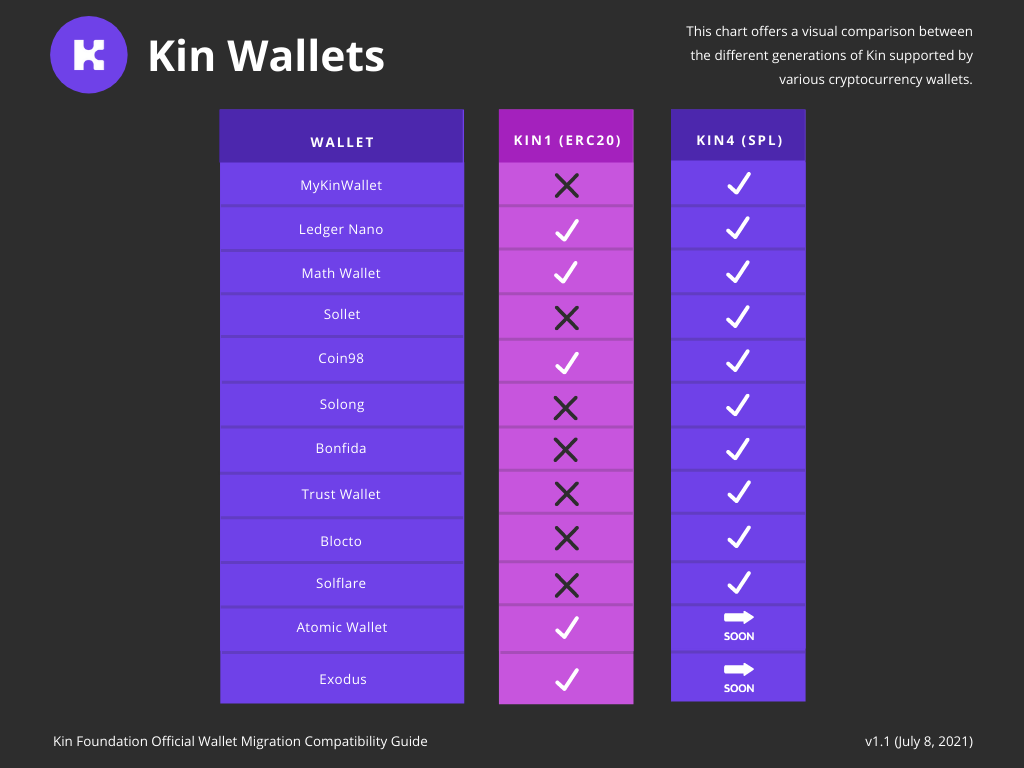 Kin Wallets
This chart offers a visual comparison between
the different generations of Kin supported by
various cryptocurrency wallets.
WALLET KIN1 (ERC20) KIN4 (SPL)
MyKinWallet
Ledger Nano
Math Wallet
Sollet
Coin98
Solong
Bonfida
Trust Wallet
Blocto
Solflare
Atomic Wallet SOON
Exodus SOON
Kin Foundation Official Wallet Migration Compatibility Guide v1.1 (July 8, 2021)